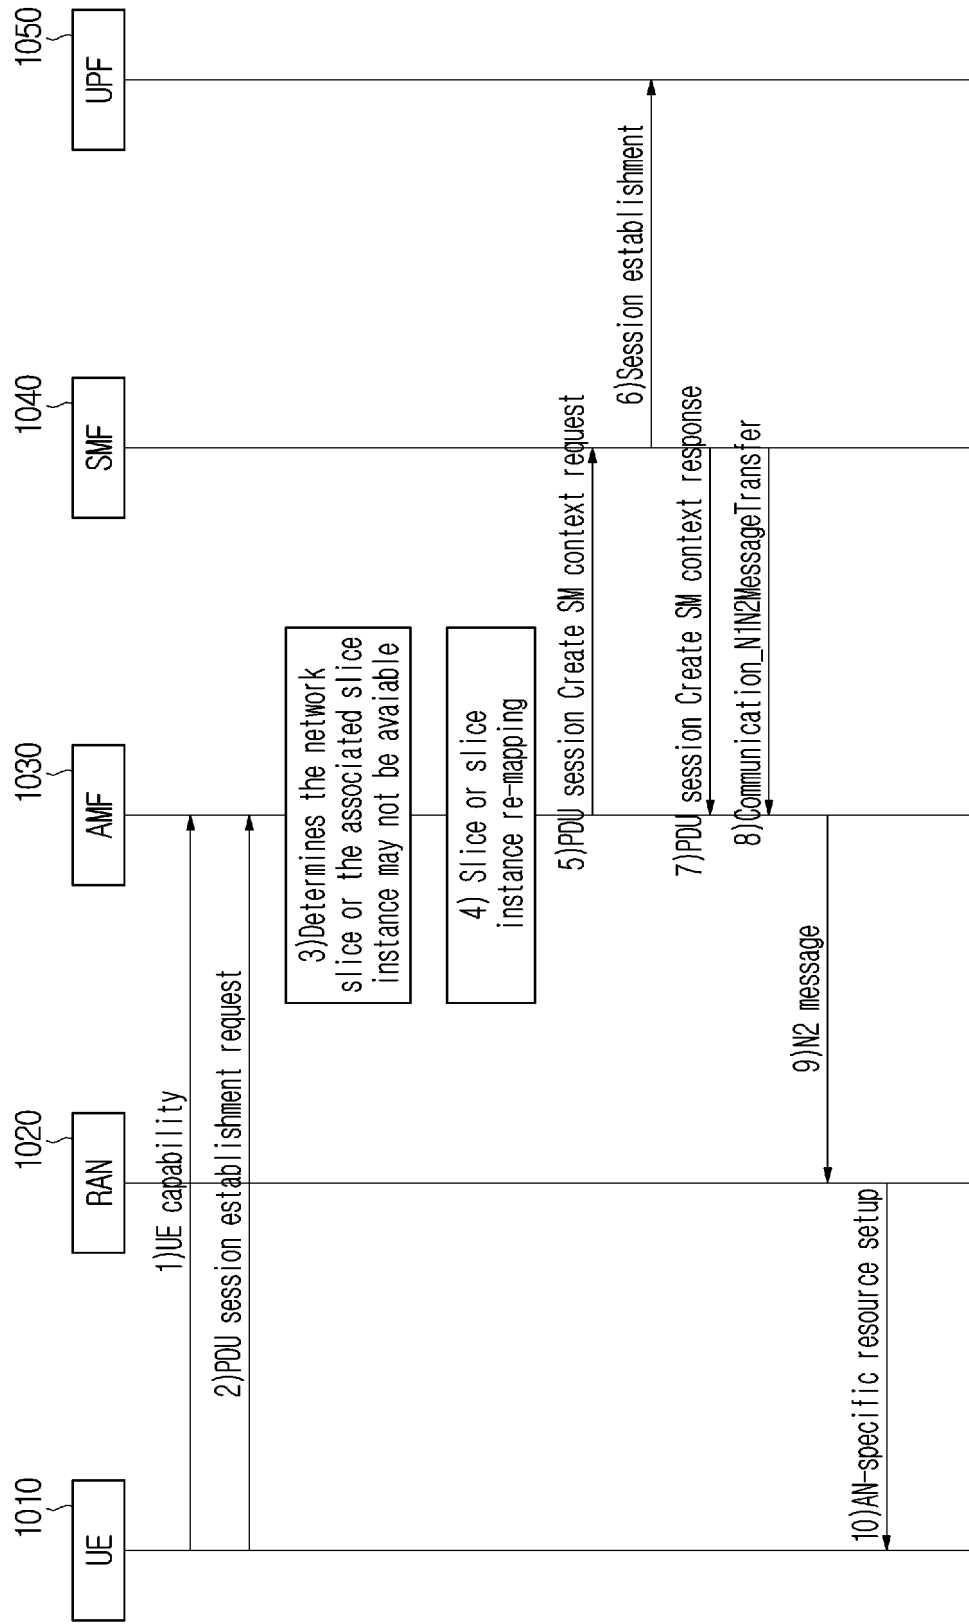 1010
UE
1020
RAN
1030
AMF
1040
SMF
1050
UPF
1)UE capability
2)PDU session establishment request
3)Determines the network
slice or the associated slice
instance may not be avaiable
4) Slice or slice
instance re-mapping
5)PDU session Create SM context request
6)Session establishment
7)PDU session Create SM context response
8)Communication_N1N2MessageTransfer
9)N2 message
10)AN-specific resource setup